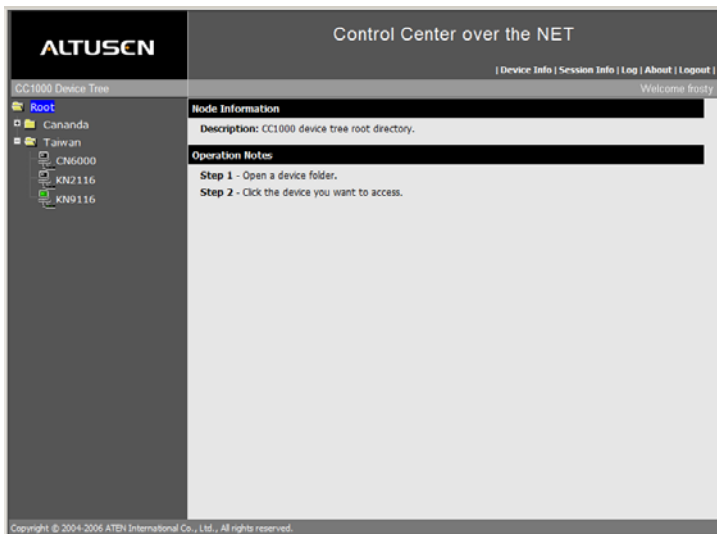 ALTUSEN
Control Center over the NET
| Device Info | Session Info | Log | About | Logout |
CC1000 Device Tree
Welcome frosty
Root
Cananda
Taiwan
CN6000
KN2116
KN9116
Node Information
Description: CC1000 device tree root directory.
Operation Notes
Step 1 - Open a device folder.
Step 2 - Click the device you want to access.
Copyright © 2004-2006 ATEN International Co., Ltd., All rights reserved.